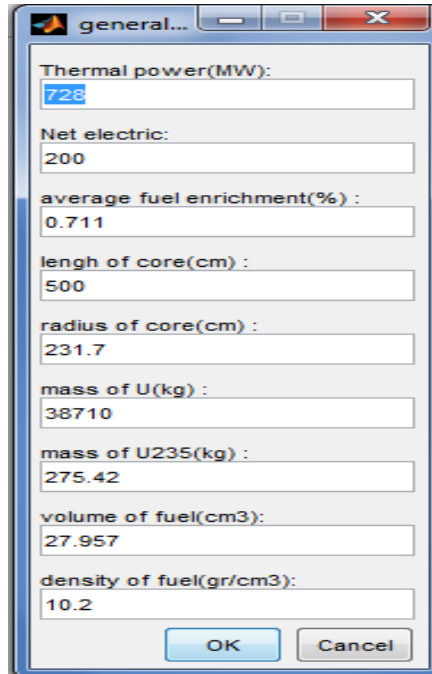 general...
Thermal power(MW):
728
Net electric:
200
average fuel enrichment(%) :
0.711
lengh of core(cm) :
500
radius of core(cm) :
231.7
mass of U(kg) :
38710
mass of U235(kg) :
275.42
volume of fuel(cm3):
27.957
density of fuel(gr/cm3):
10.2
OK Cancel